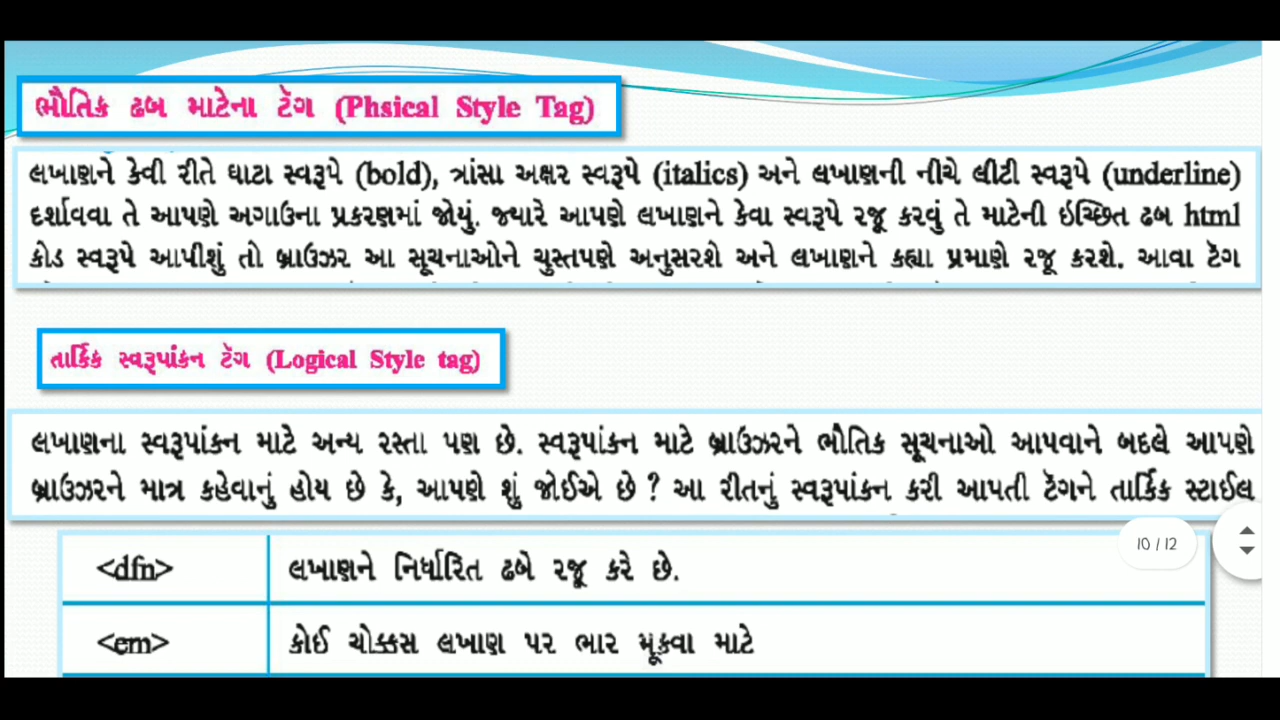 ભૌતિક ઢબ માટેના ટૅગ (Phsical Style Tag)
લખાણને કેવી રીતે ઘાટા સ્વરૂપે (bold), ત્રાંસા અક્ષર સ્વરૂપે (italics) અને લખાણની નીચે લીટી સ્વરૂપે (underline)
દર્શાવવા તે આપણે અગાઉના પ્રકરણમાં જોયું. જ્યારે આપણે લખાણને કેવા સ્વરૂપે રજૂ કરવું તે માટેની ઇચ્છિત ઢબ html
કોડ સ્વરૂપે આપીશું તો બ્રાઉઝર આ સૂચનાઓને ચુસ્તપણે અનુસરશે અને લખાણને કહ્યા પ્રમાણે રજૂ કરશે. આવા ટૅગ
તાર્કિક સ્વરૂપાંકન ટૅગ (Logical Style tag)
લખાણના સ્વરૂપાંકન માટે અન્ય રસ્તા પણ છે. સ્વરૂપાંકન માટે બ્રાઉઝરને ભૌતિક સૂચનાઓ આપવાને બદલે આપણે
બ્રાઉઝરને માત્ર કહેવાનું હોય છે કે, આપણે શું જોઈએ છે ? આ રીતનું સ્વરૂપાંકન કરી આપતી ટૅગને તાર્કિક સ્ટાઈલ
<dfn> લખાણને નિર્ધારિત ઢબે રજૂ કરે છે.
10 / 12
<em> કોઈ ચોક્કસ લખાણ પર ભાર મૂકવા માટે